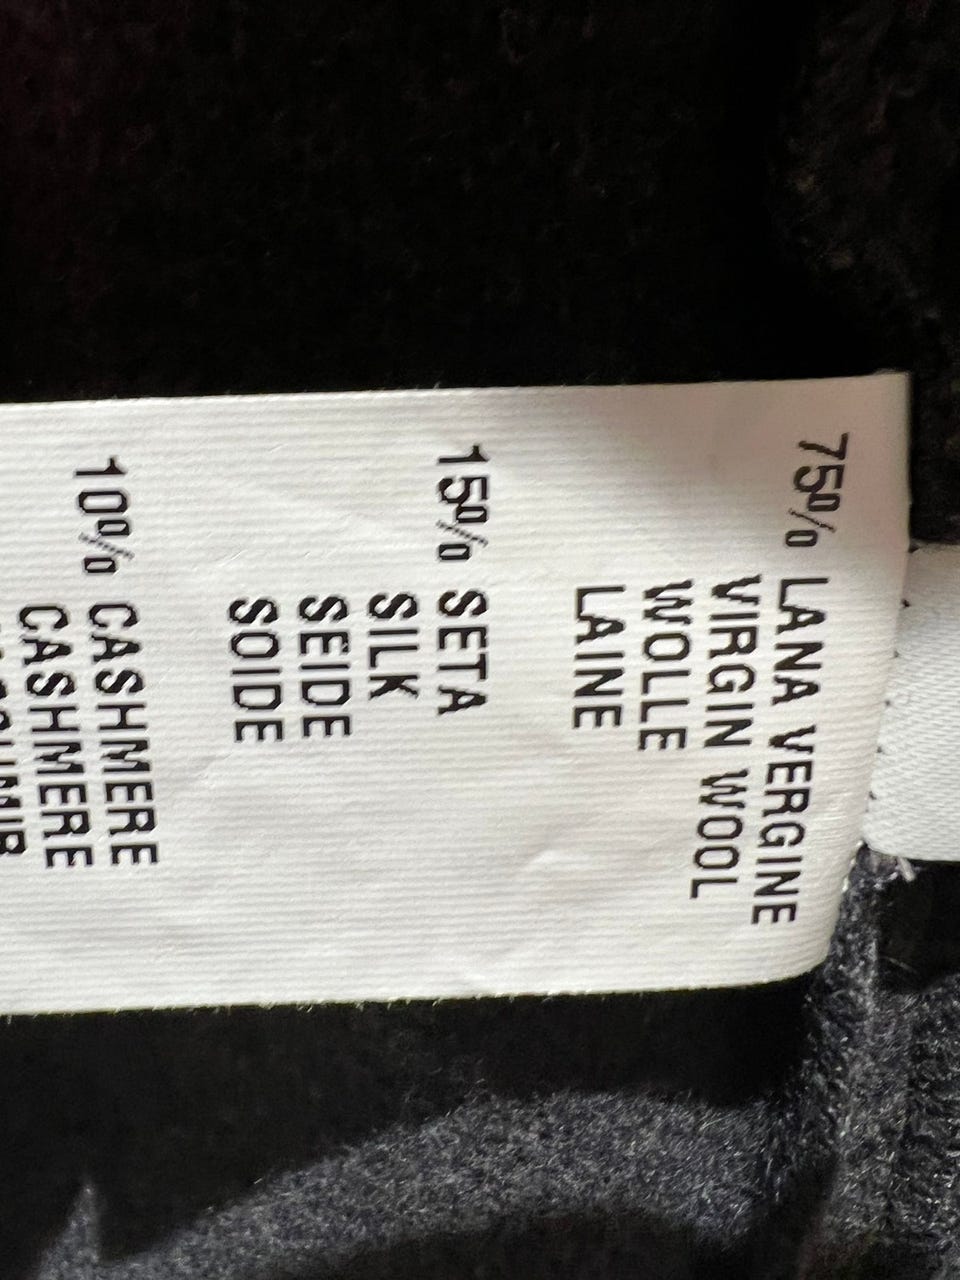 75% LANA VERGINE
VIRGIN WOOL
WOLLE
LAINE
15% SETA
SILK
SEIDE
SOIDE
10% CASHMERE
CASHMERE